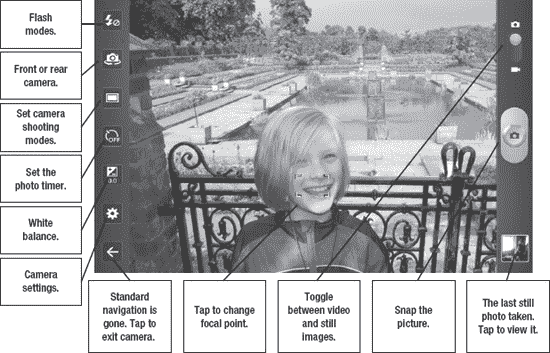 Flash
modes.
Front or rear
camera.
Set camera
shooting
modes.
Set the
photo timer.
White
balance.
Camera
settings.
OFF
Standard
navigation is
gone. Tap to
exit camera.
Tap to change
focal point.
Toggle
between video
and still
images.
Snap the
picture.
The last still
photo taken.
Tap to view it.